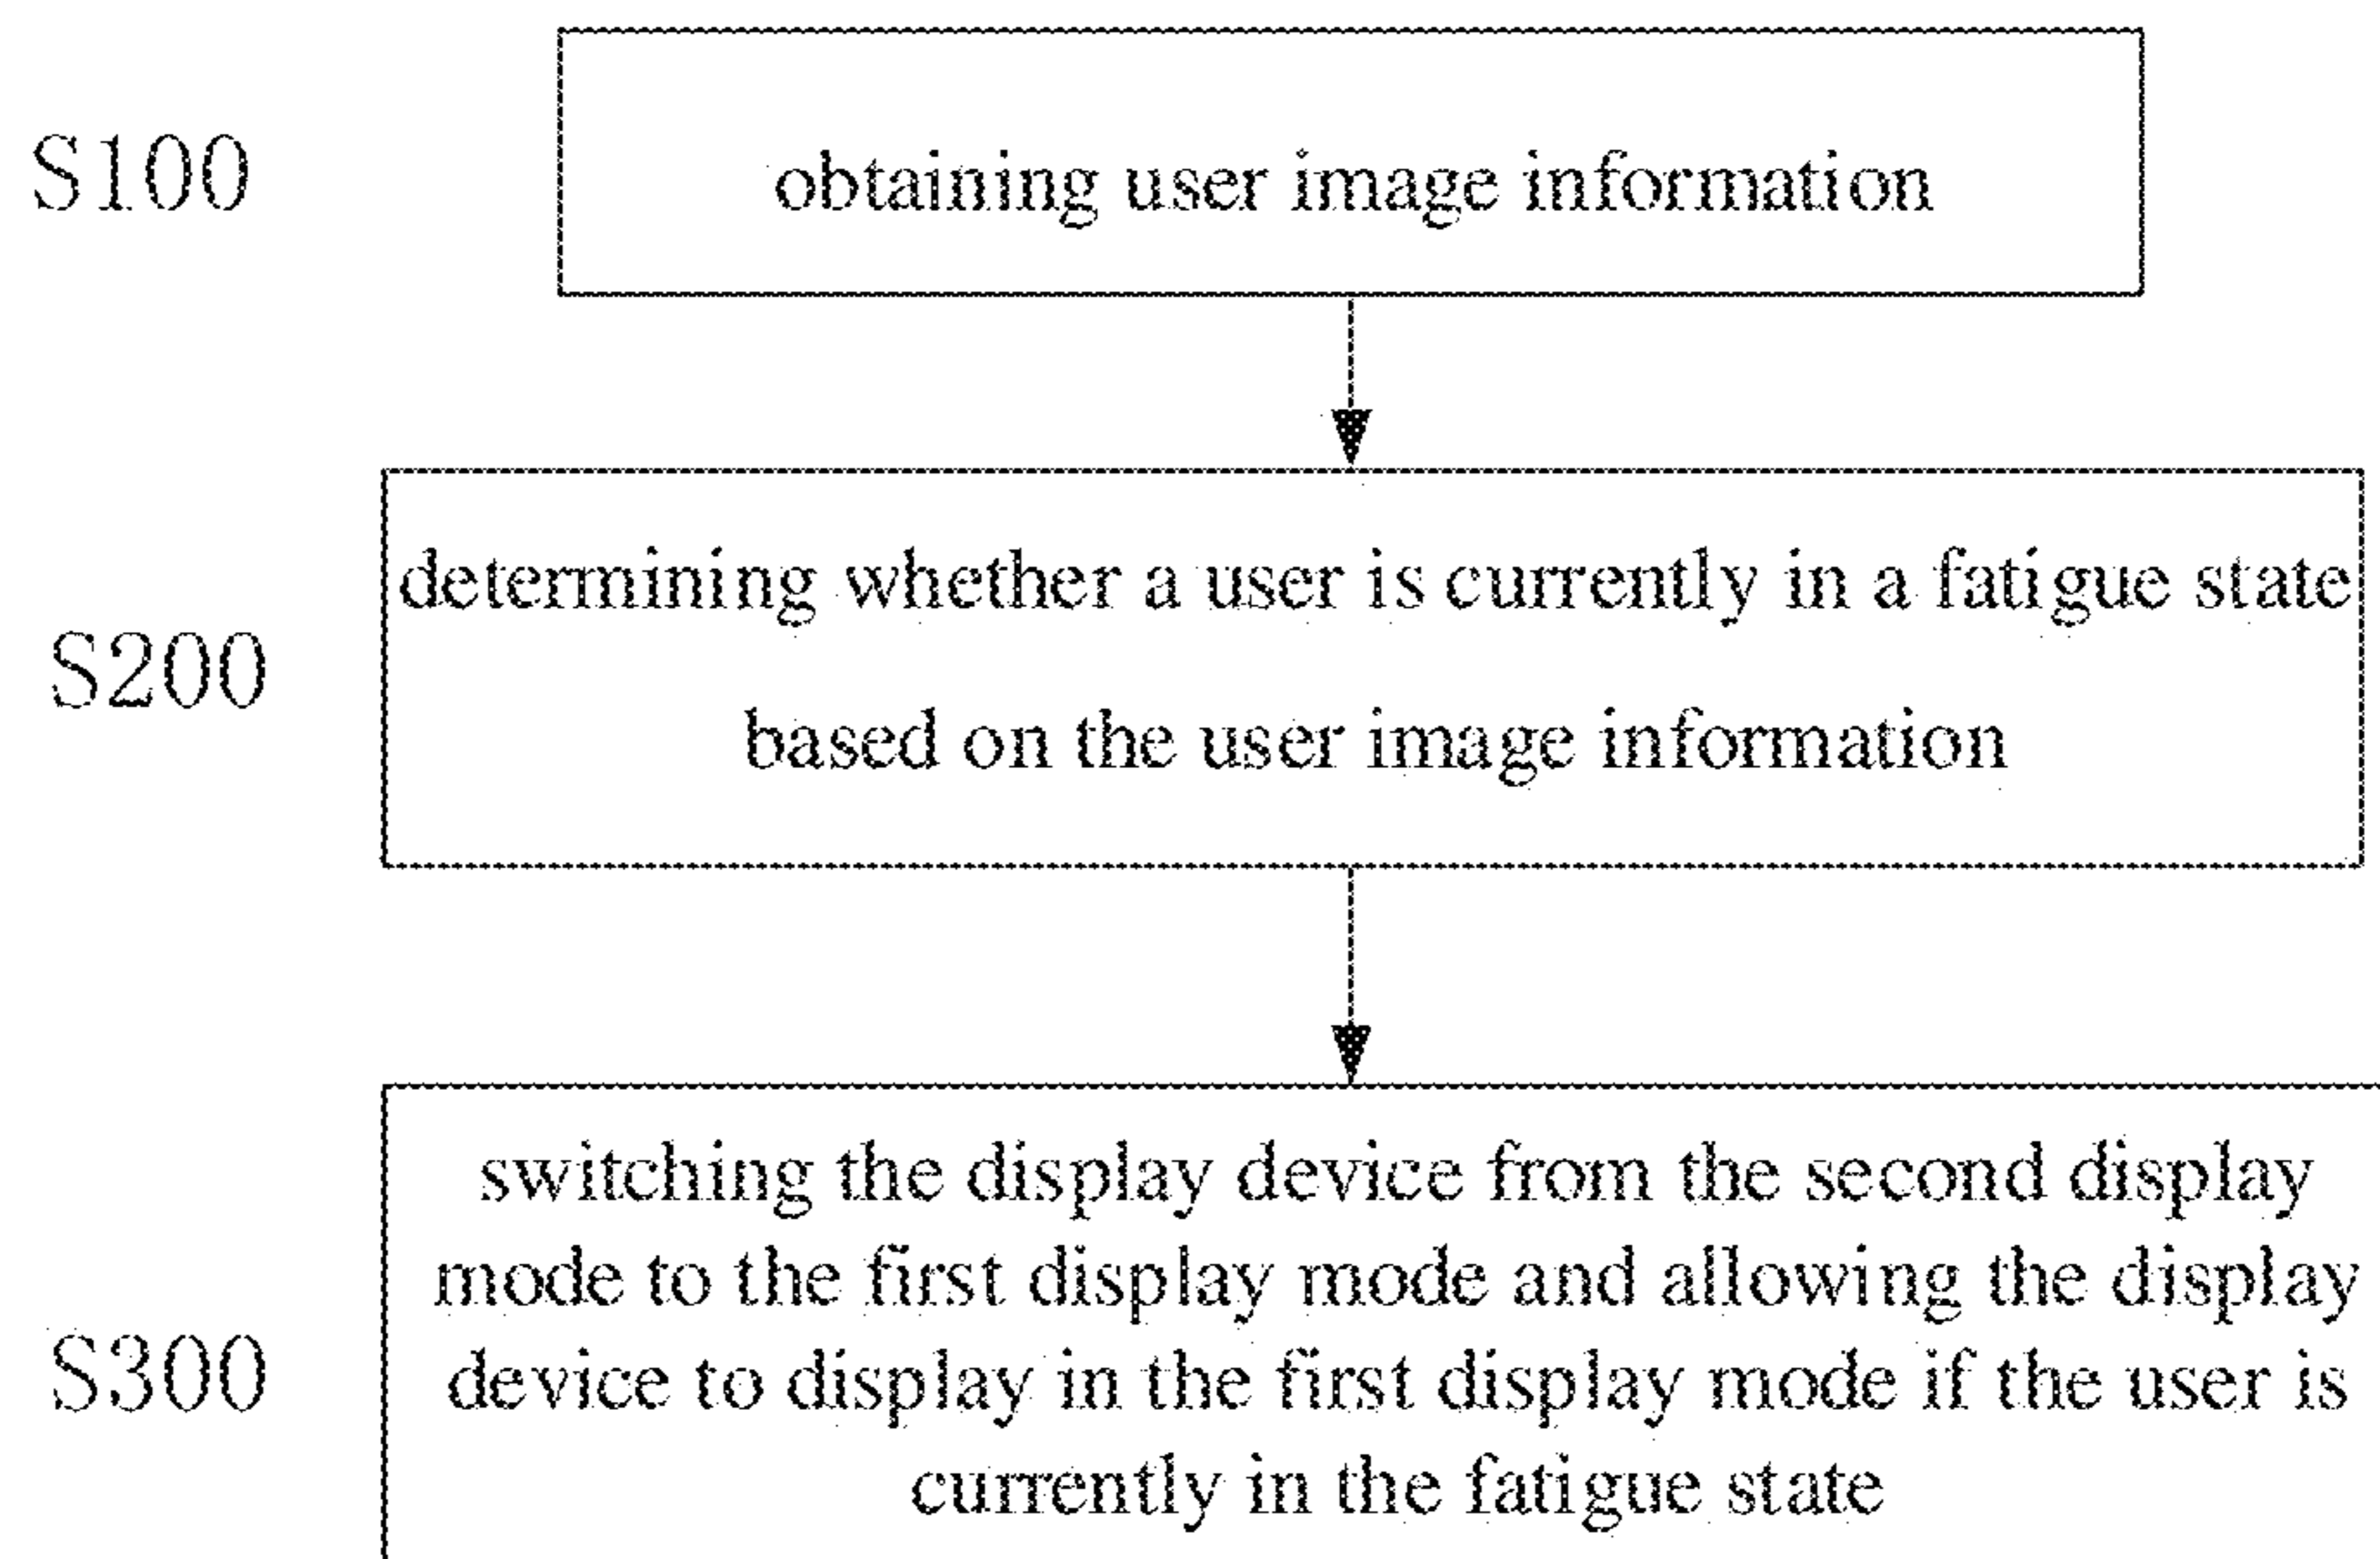 S100
obtaining user image information
S200
determining whether a user is currently in a fatigue state
based on the user image information
S300
switching the display device from the second display
mode to the first display mode and allowing the display
device to display in the first display mode if the user is
currently in the fatigue state